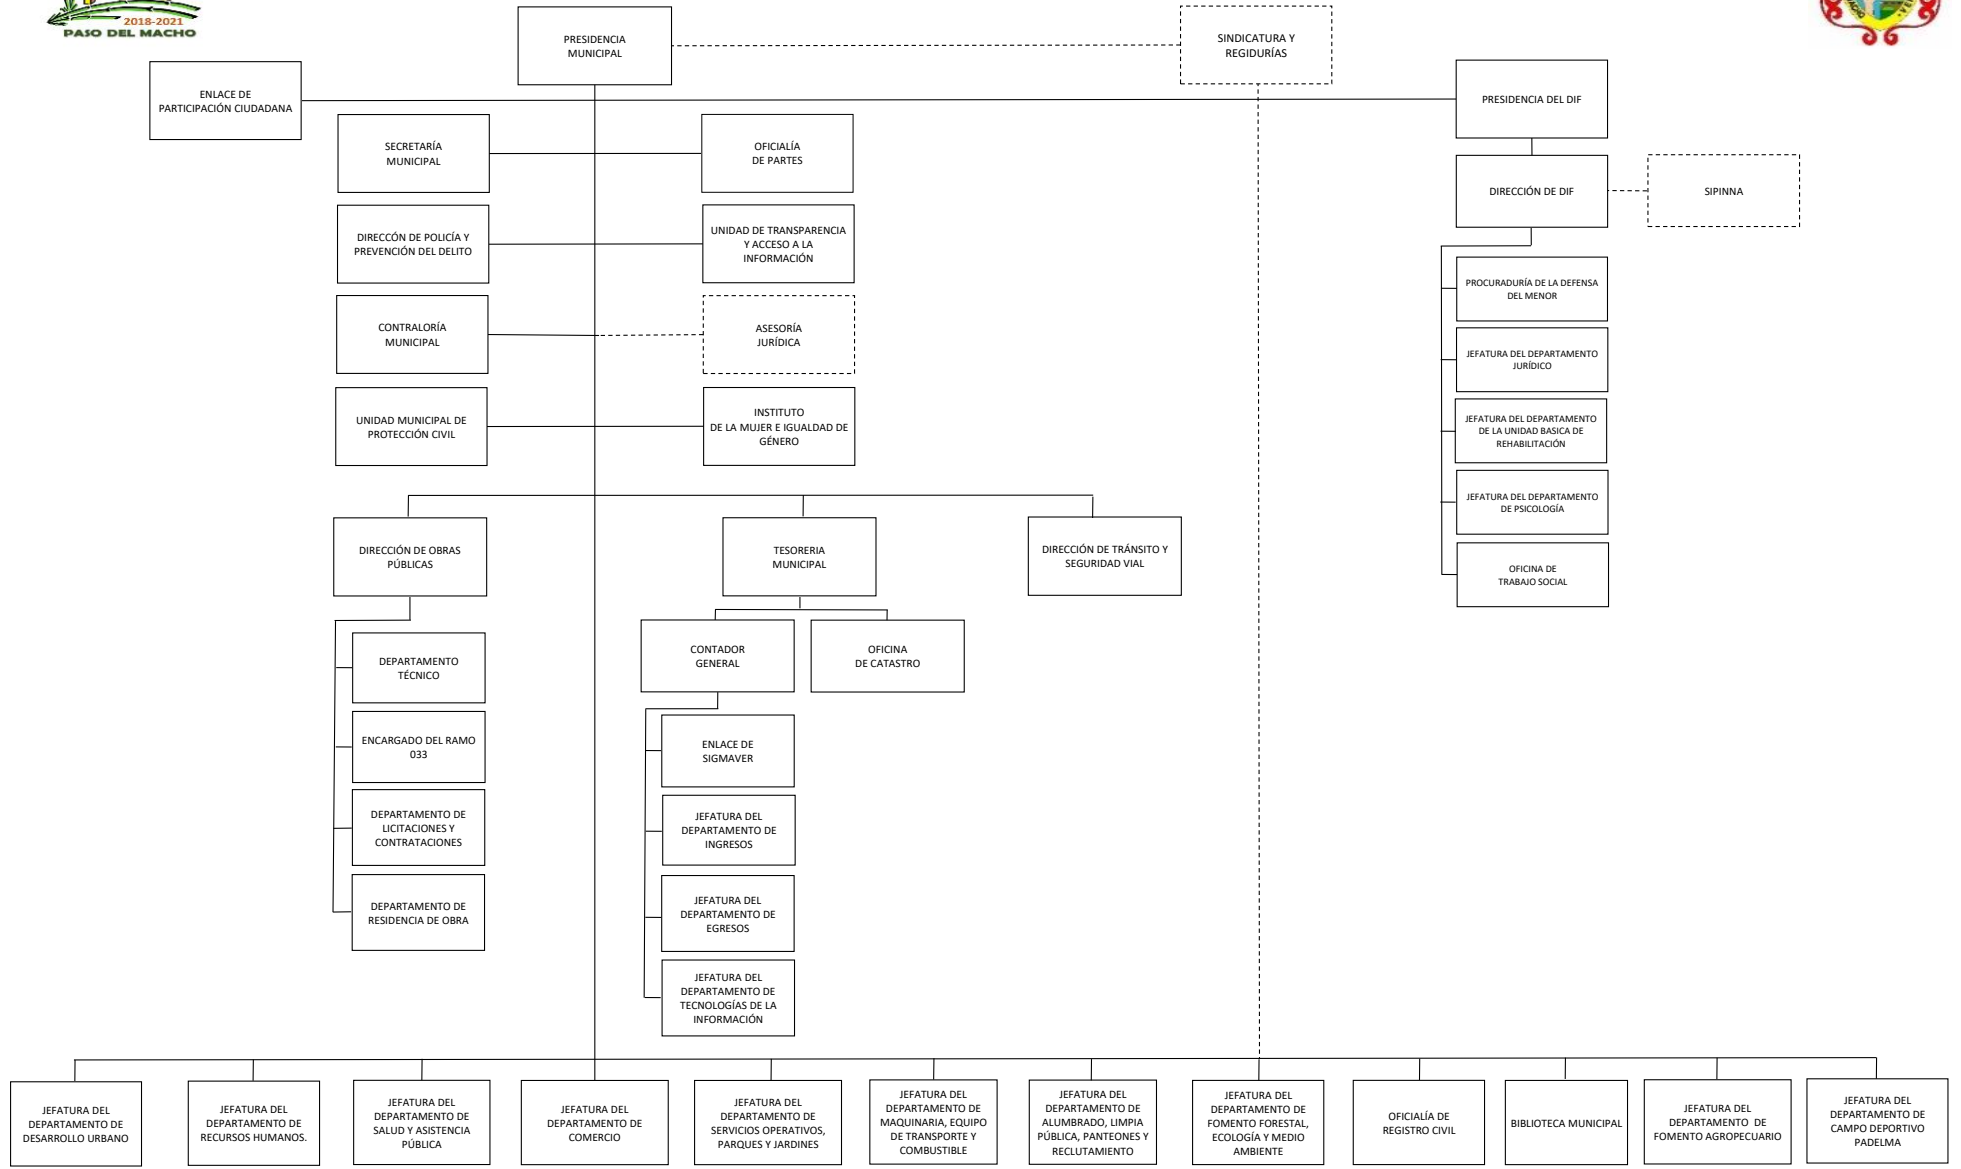 2018-2021
PASO DEL MACHO
PRESIDENCIA
MUNICIPAL
SINDICATURA Y
REGIDURÍAS
ENLACE DE
PARTICIPACIÓN CIUDADANA
PRESIDENCIA DEL DIF
SECRETARÍA
MUNICIPAL
OFICIALÍA
DE PARTES
DIRECCIÓN DE DIF
SIPINNA
DIRECCÓN DE POLICÍA Y
PREVENCIÓN DEL DELITO
UNIDAD DE TRANSPARENCIA
Y ACCESO A LA
INFORMACIÓN
PROCURADURÍA DE LA DEFENSA
DEL MENOR
CONTRALORÍA
MUNICIPAL
ASESORÍA
JURÍDICA
JEFATURA DEL DEPARTAMENTO
JURÍDICO
UNIDAD MUNICIPAL DE
PROTECCIÓN CIVIL
INSTITUTO
DE LA MUJER E IGUALDAD DE
GÉNERO
JEFATURA DEL DEPARTAMENTO
DE LA UNIDAD BASICA DE
REHABILITACIÓN
JEFATURA DEL DEPARTAMENTO
DE PSICOLOGÍA
OFICINA DE
TRABAJO SOCIAL
DIRECCIÓN DE OBRAS
PÚBLICAS
TESORERIA
MUNICIPAL
DIRECCIÓN DE TRÁNSITO Y
SEGURIDAD VIAL
CONTADOR
GENERAL
OFICINA
DE CATASTRO
DEPARTAMENTO
TÉCNICO
ENCARGADO DEL RAMO
033
DEPARTAMENTO DE
LICITACIONES Y
CONTRATACIONES
DEPARTAMENTO DE
RESIDENCIA DE OBRA
ENLACE DE
SIGMAVER
JEFATURA DEL
DEPARTAMENTO DE
INGRESOS
JEFATURA DEL
DEPARTAMENTO DE
EGRESOS
JEFATURA DEL
DEPARTAMENTO DE
TECNOLOGÍAS DE LA
INFORMACIÓN
JEFATURA DEL
DEPARTAMENTO DE
DESARROLLO URBANO
JEFATURA DEL
DEPARTAMENTO DE
RECURSOS HUMANOS.
JEFATURA DEL
DEPARTAMENTO DE
SALUD Y ASISTENCIA
PÚBLICA
JEFATURA DEL
DEPARTAMENTO DE
COMERCIO
JEFATURA DEL
DEPARTAMENTO DE
SERVICIOS OPERATIVOS,
PARQUES Y JARDINES
JEFATURA DEL
DEPARTAMENTO DE
MAQUINARIA, EQUIPO
DE TRANSPORTE Y
COMBUSTIBLE
JEFATURA DEL
DEPARTAMENTO DE
ALUMBRADO, LIMPIA
PÚBLICA, PANTEONES Y
RECLUTAMIENTO
JEFATURA DEL
DEPARTAMENTO DE
FOMENTO FORESTAL,
ECOLOGÍA Y MEDIO
AMBIENTE
OFICIALÍA DE
REGISTRO CIVIL
BIBLIOTECA MUNICIPAL
JEFATURA DEL
DEPARTAMENTO DE
FOMENTO AGROPECUARIO
JEFATURA DEL
DEPARTAMENTO DE
CAMPO DEPORTIVO
PADELMA